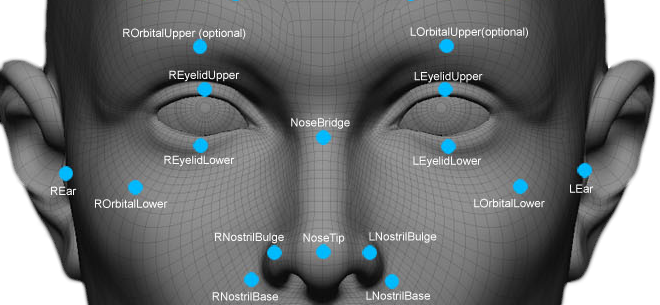 ROrbitalUpper (optional)
LOrbitalUpper(optional)
REyelidUpper
LEyelidUpper
NoseBridge
REyelidLower
LEyelidLower
REar
LEar
ROrbitalLower
LOrbitalLower
RNostrilBulge
NoseTip
LNostrilBulge
RNostrilBase
LNostrilBase